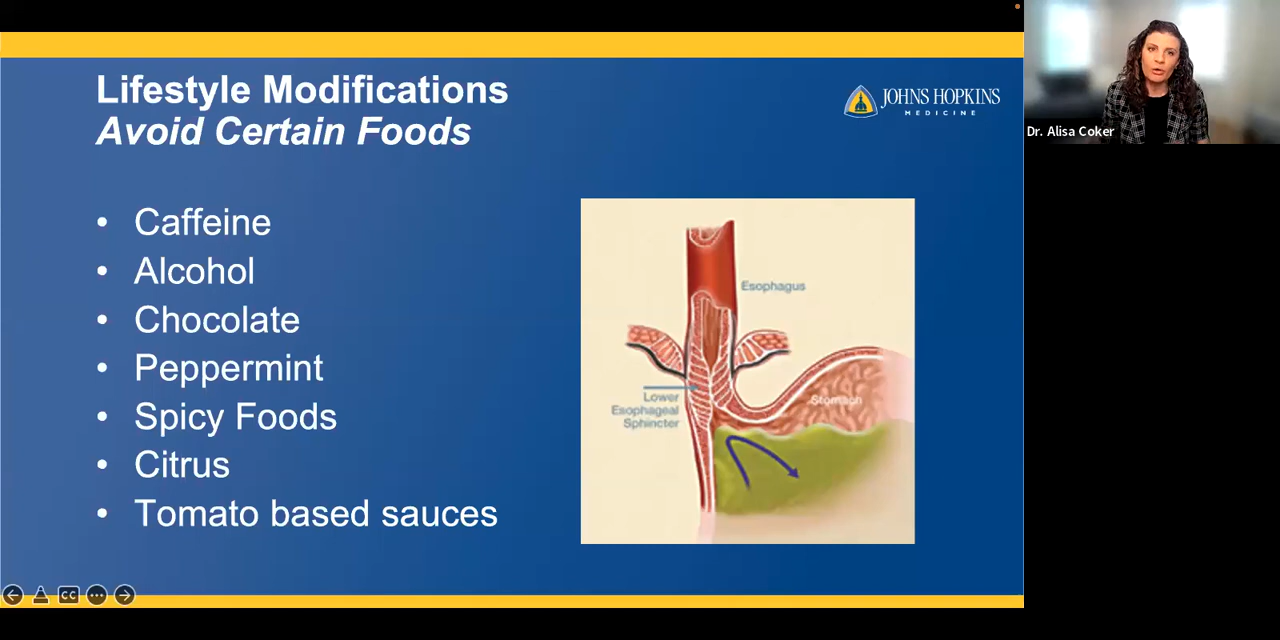 Lifestyle Modifications
Avoid Certain Foods
JOHNS HOPKINS
MEDICINE
Dr. Alisa Coker
• Caffeine
• Alcohol
• Chocolate
• Peppermint
• Spicy Foods
• Citrus
• Tomato based sauces
Esophagus
Lower
Esophageal
Sphincter
Stomach
CC